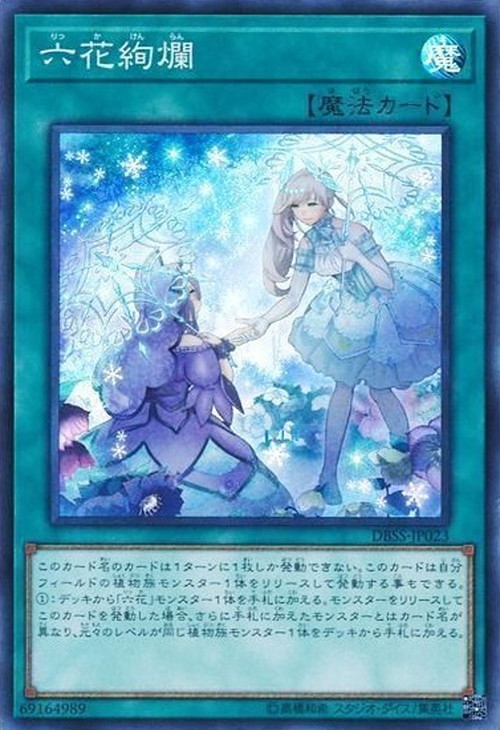 六花絢爛
魔
【魔法カード】
DBSS-JP023
このカード名のカードは1ターンに1枚しか発動できない。このカードは自分
フィールドの植物族モンスター1体をリリースして発動する事もできる。
①:デッキから「六花」モンスター1体を手札に加える。モンスターをリリースして
このカードを発動した場合、さらに手札に加えたモンスターとはカード名が
異なり、元々のレベルが同じ植物族モンスター1体をデッキから手札に加える。
69164989
©高橋和希 スタジオ・ダイス/集英社